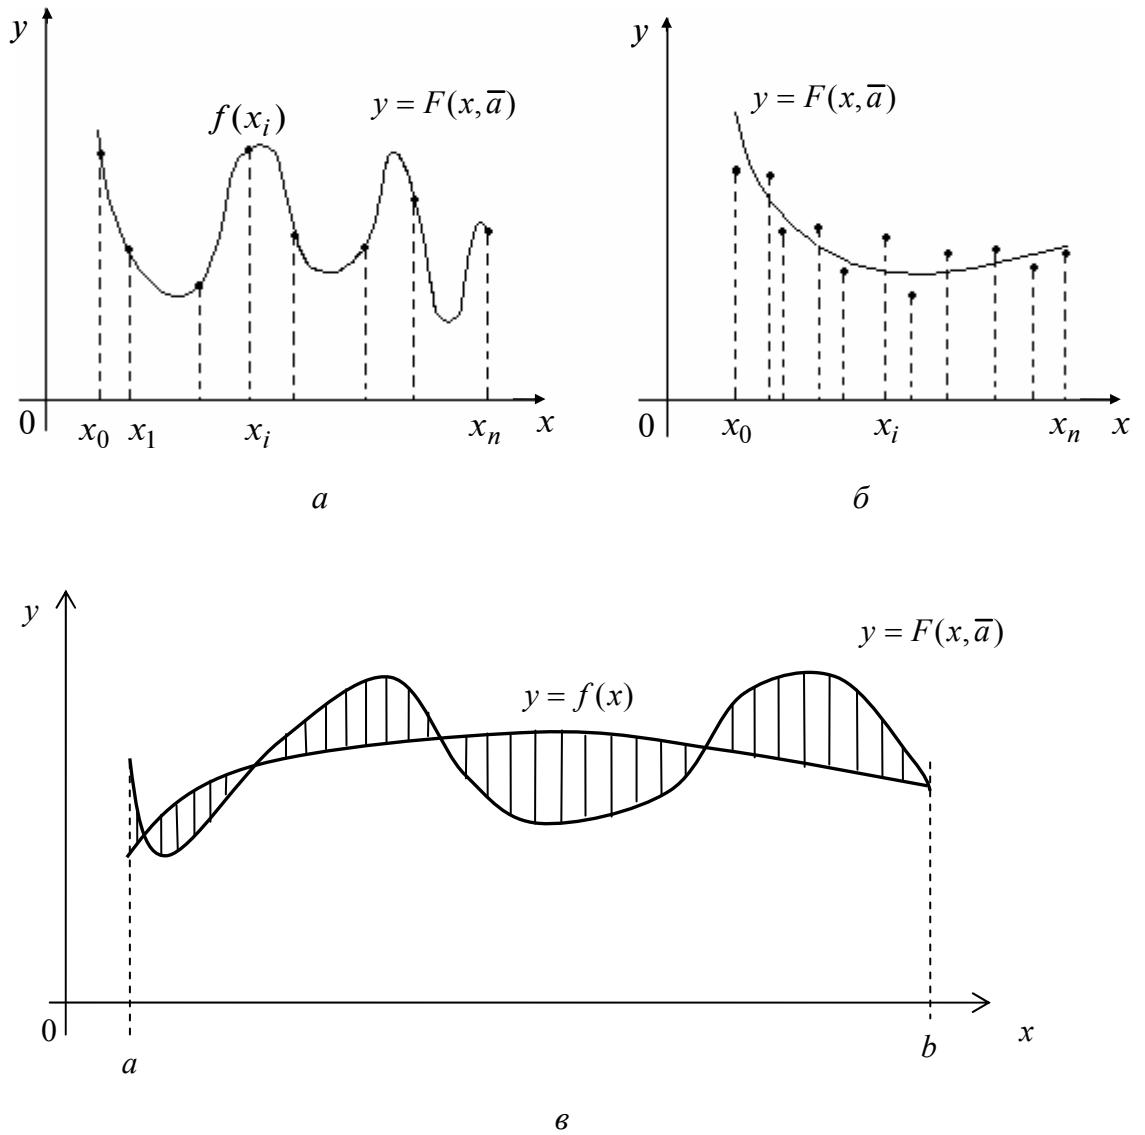 y
y
f(xᵢ)
y = F(x, a̅)
y = F(x, a̅)
0
x₀
x₁
xᵢ
xₙ
x
0
x₀
xᵢ
xₙ
x
а
б
y
y = F(x, a̅)
y = f(x)
0
a
b
x
в